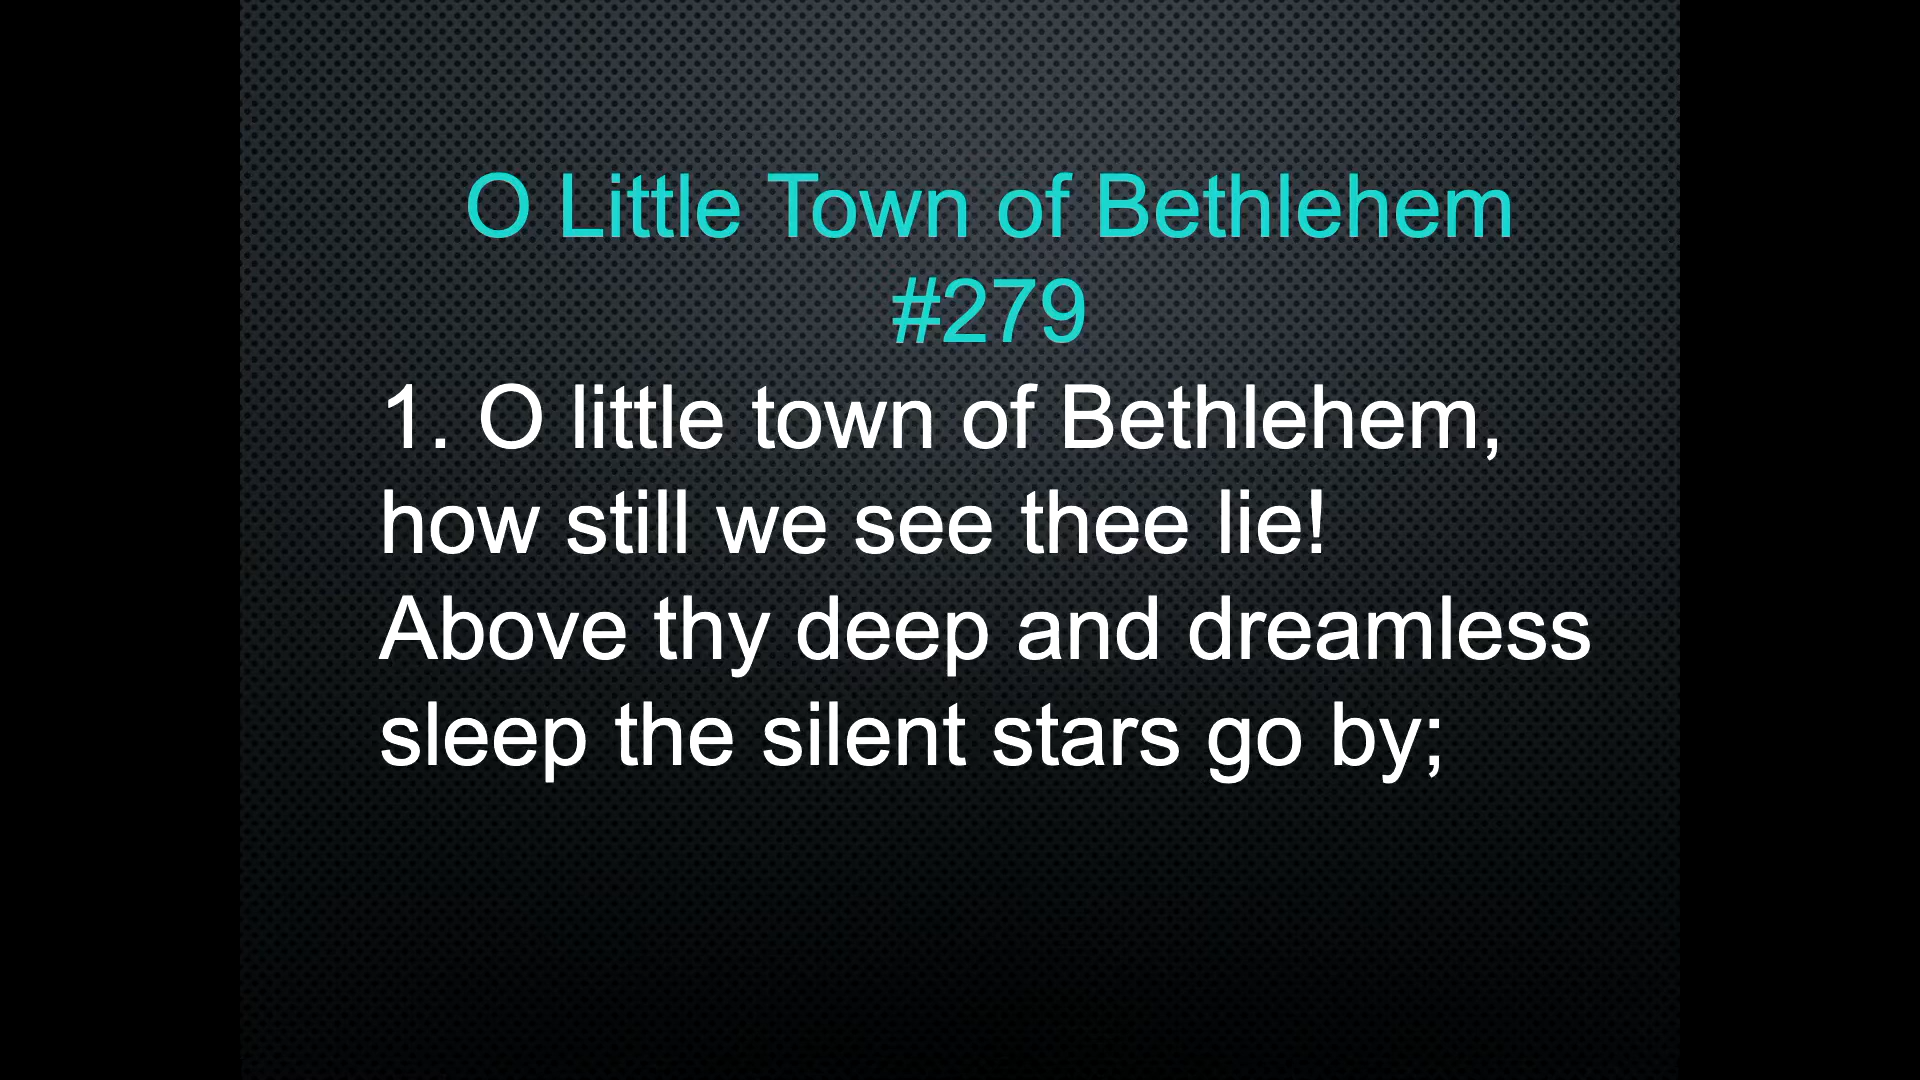 O Little Town of Bethlehem
#279
1. O little town of Bethlehem,
how still we see thee lie!
Above thy deep and dreamless
sleep the silent stars go by;